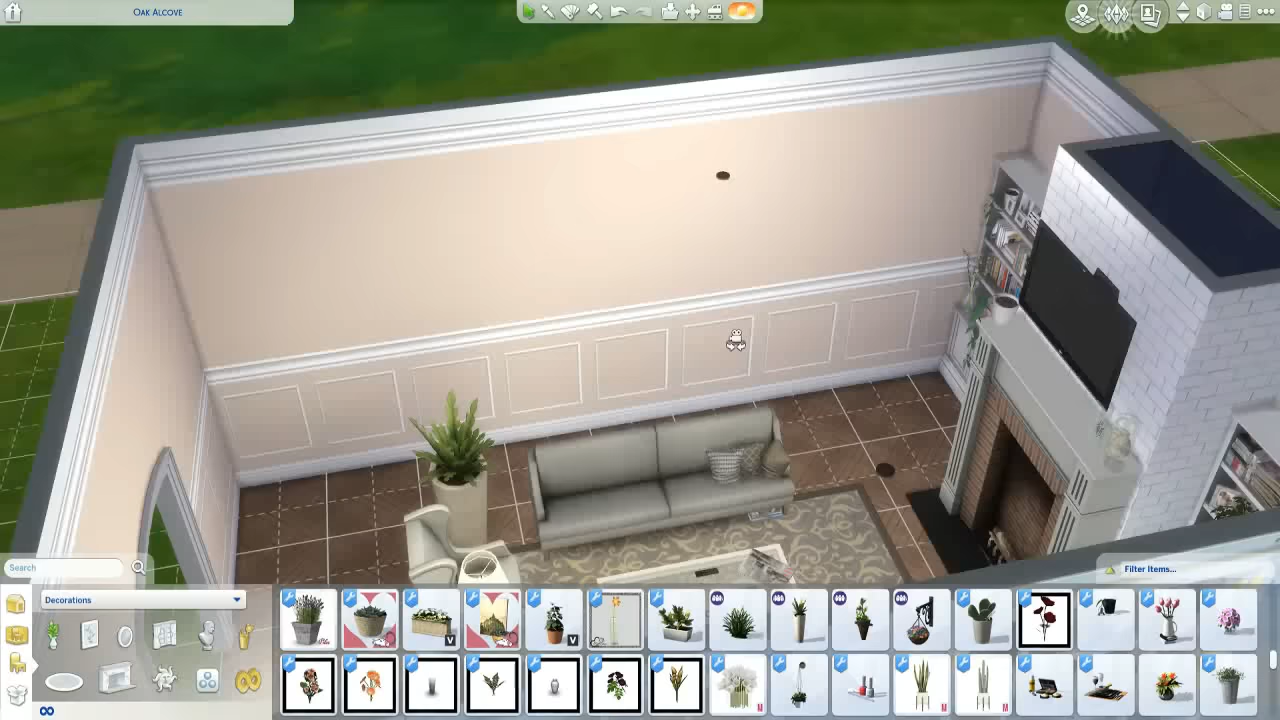 Oak Alcove
Search
Filter Items...
Decorations
V
V
M
M
M